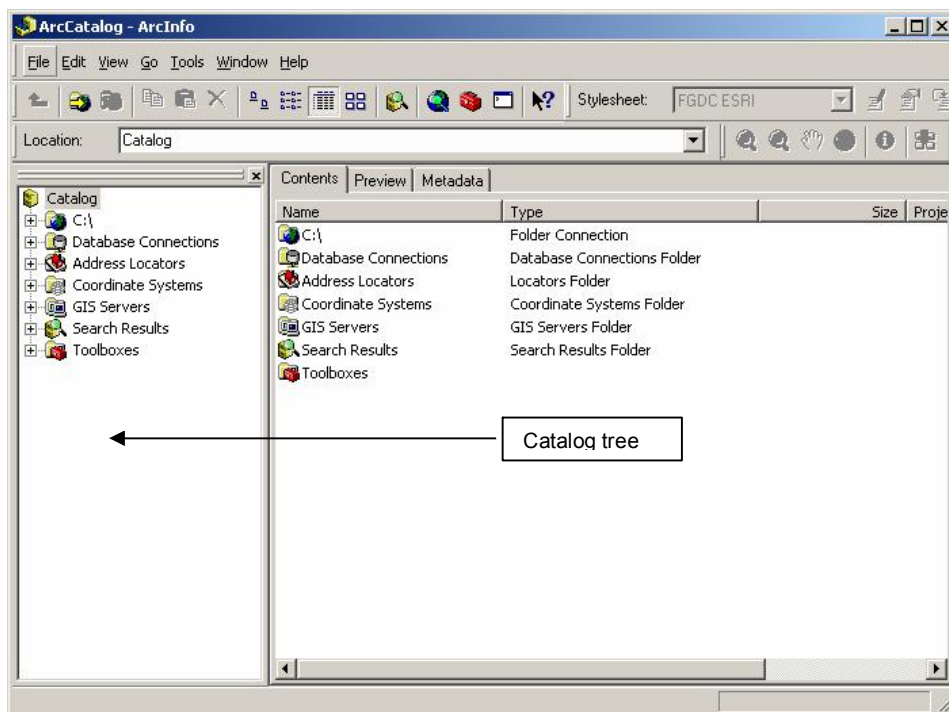 ArcCatalog - ArcInfo
File Edit View Go Tools Window Help
Stylesheet: FGDC ESRI
Location: Catalog
Catalog
C:\
Database Connections
Address Locators
Coordinate Systems
GIS Servers
Search Results
Toolboxes
Contents Preview Metadata
Name Type Size Proje
C:\ Folder Connection
Database Connections Database Connections Folder
Address Locators Locators Folder
Coordinate Systems Coordinate Systems Folder
GIS Servers GIS Servers Folder
Search Results Search Results Folder
Toolboxes
Catalog tree